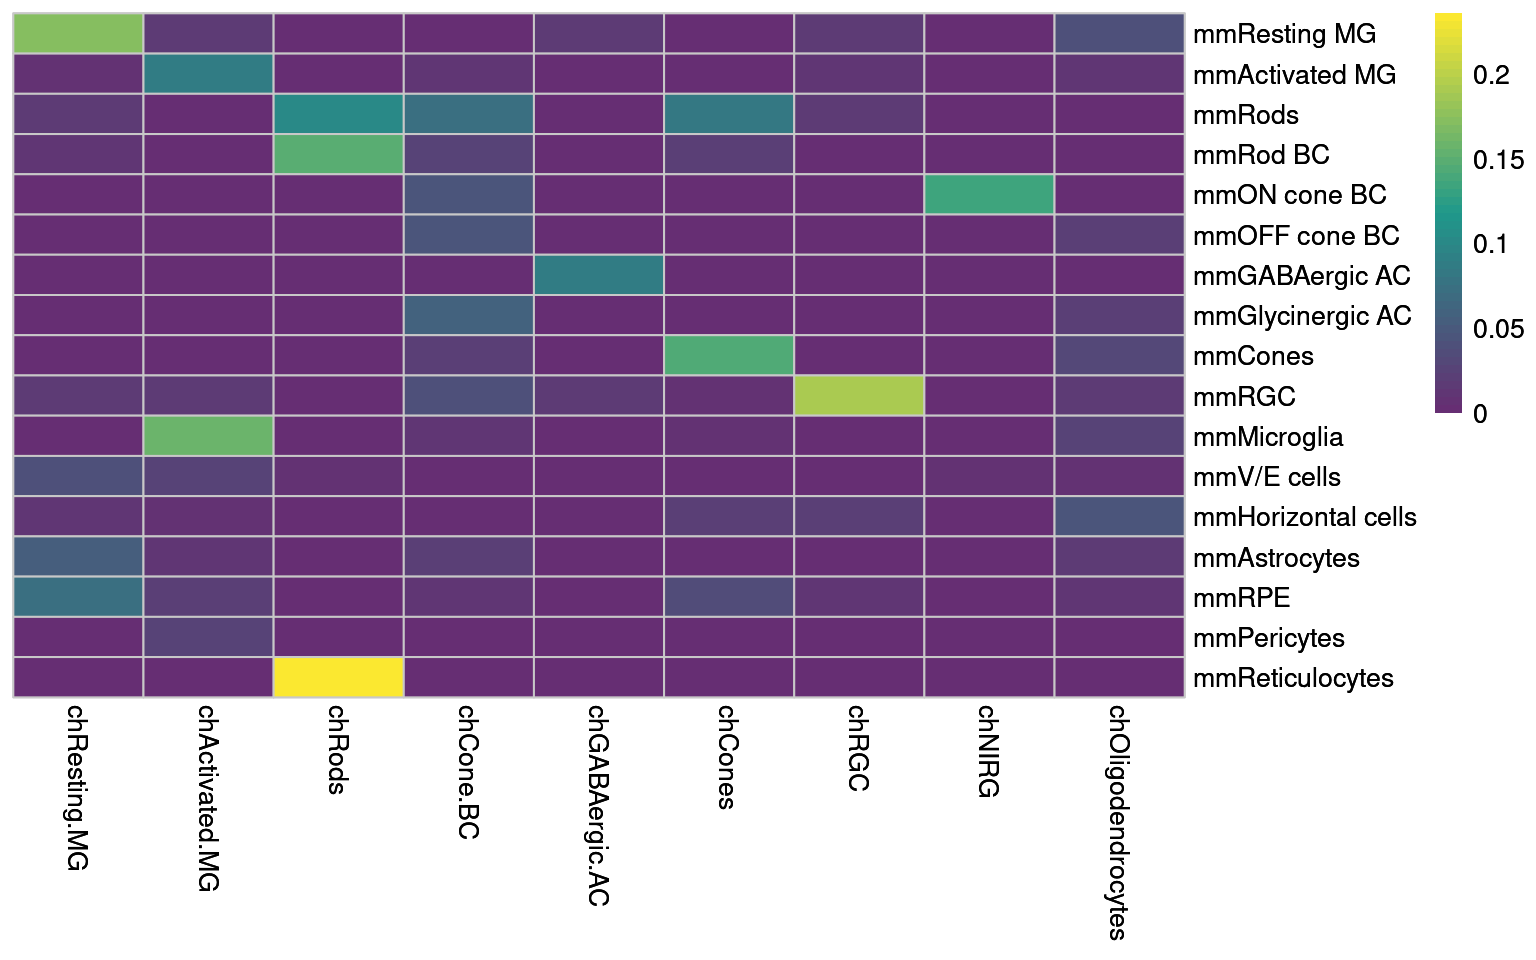 mmResting MG
mmActivated MG
mmRods
mmRod BC
mmON cone BC
mmOFF cone BC
mmGABAergic AC
mmGlycinergic AC
mmCones
mmRGC
mmMicroglia
mmV/E cells
mmHorizontal cells
mmAstrocytes
mmRPE
mmPericytes
mmReticulocytes
0.2
0.15
0.1
0.05
0
chResting.MG
chActivated.MG
chRods
chCone.BC
chGABAergic.AC
chCones
chRGC
chNIRG
chOligodendrocytes